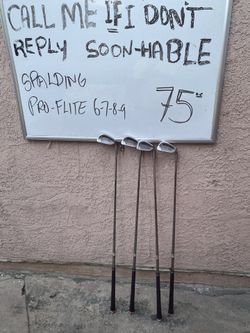 CALL ME IF I DON'T
REPLY SOON-HABLE
SPALDING
PRO-FLITE 6-7-8-9 75